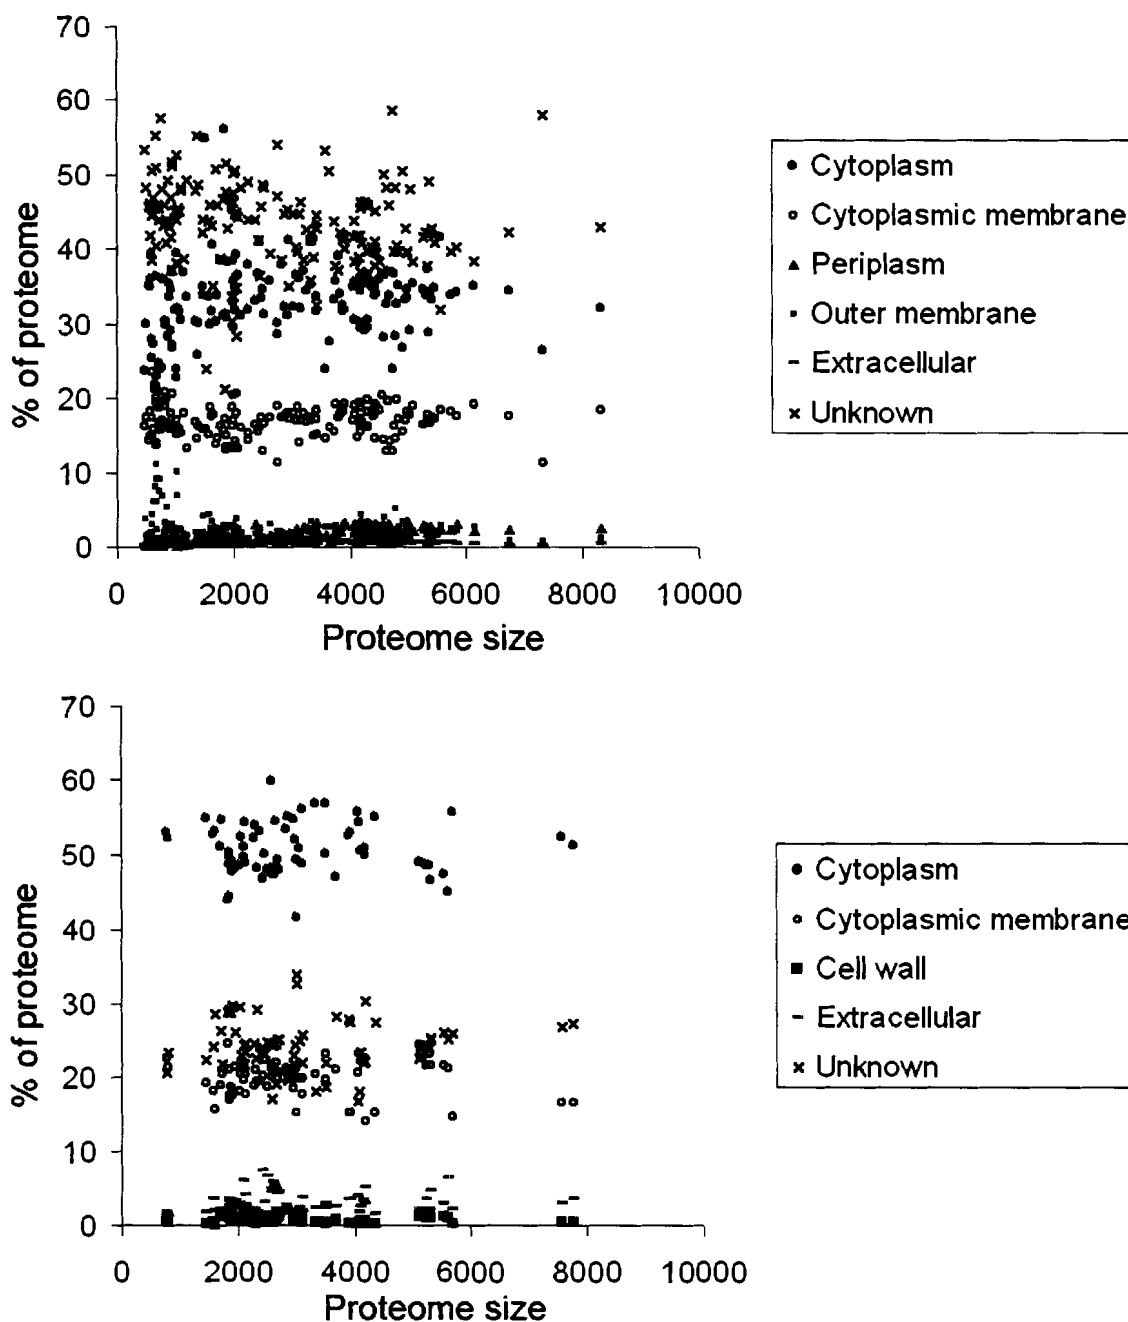 70
60
50
40
30
20
10
0
% of proteome
0 2000 4000 6000 8000 10000
Proteome size
Cytoplasm
Cytoplasmic membrane
Periplasm
Outer membrane
Extracellular
Unknown
70
60
50
40
30
20
10
0
% of proteome
0 2000 4000 6000 8000 10000
Proteome size
Cytoplasm
Cytoplasmic membrane
Cell wall
Extracellular
Unknown